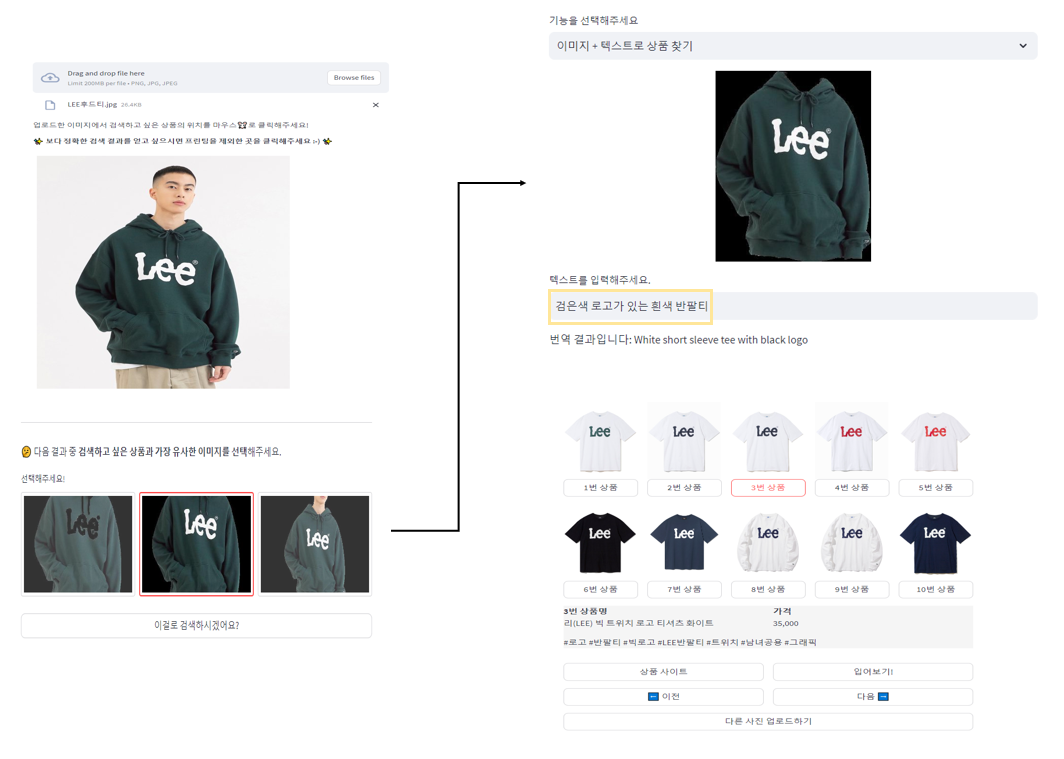 Drag and drop file here
Limit 200MB per file • PNG, JPG, JPEG
Browse files
LEE후드티.jpg 26.4KB
업로드한 이미지에서 검색하고 싶은 상품의 위치를 마우스로 클릭해주세요!
보다 정확한 검색 결과를 얻고 싶으시면 프린팅을 제외한 곳을 클릭해주세요 :-)
Lee
다음 결과 중 검색하고 싶은 상품과 가장 유사한 이미지를 선택해주세요.
선택해주세요!
Lee Lee Lee
이걸로 검색하시겠어요?
기능을 선택해주세요
이미지 + 텍스트로 상품 찾기
Lee
텍스트를 입력해주세요.
검은색 로고가 있는 흰색 반팔티
번역 결과입니다: White short sleeve tee with black logo
Lee Lee Lee Lee Lee
1번 상품 2번 상품 3번 상품 4번 상품 5번 상품
Lee Lee Lee Lee Lee
6번 상품 7번 상품 8번 상품 9번 상품 10번 상품
3번 상품명 가격
리(LEE) 빅 트위치 로고 티셔츠 화이트 35,000
#로고 #반팔티 #빅로고 #LEE반팔티 #트위치 #남녀공용 #그래픽
상품 사이트 입어보기!
이전 다음
다른 사진 업로드하기